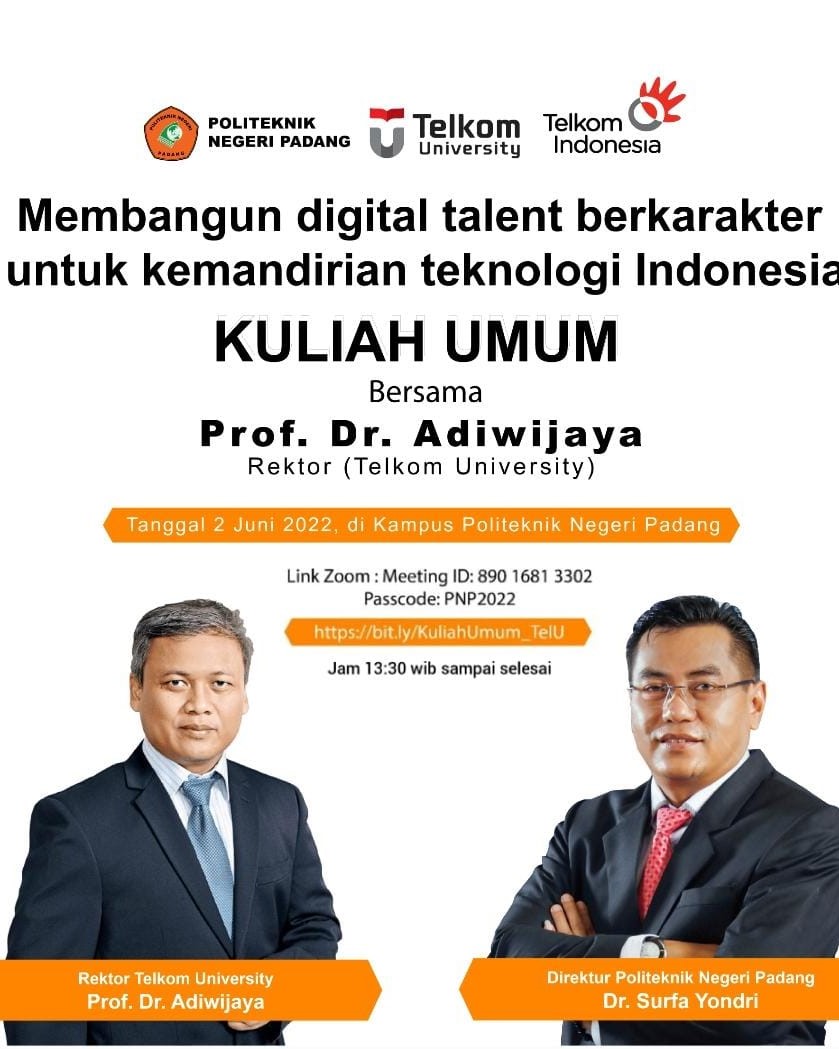 POLITEKNIK
NEGERI PADANG
POLITEKNIK NEGERI
PADANG
Telkom
University
Telkom
Indonesia
Membangun digital talent berkarakter
untuk kemandirian teknologi Indonesia
KULIAH UMUM
Bersama
Prof. Dr. Adiwijaya
Rektor (Telkom University)
Tanggal 2 Juni 2022, di Kampus Politeknik Negeri Padang
Link Zoom : Meeting ID: 890 1681 3302
Passcode: PNP2022
https://bit.ly/KuliahUmum_TelU
Jam 13:30 wib sampai selesai
Rektor Telkom University
Prof. Dr. Adiwijaya
Direktur Politeknik Negeri Padang
Dr. Surfa Yondri